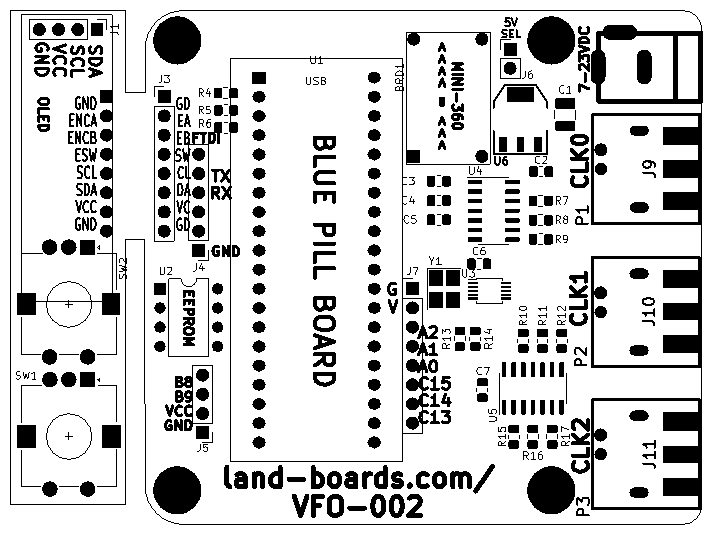 J1
SDA
SCL
VCC
GND
OLED
GND
ENCA
ENCB
ESW
SCL
SDA
VCC
GND
SW2
SW1
J3
GD
EA
EB
SW
CL
DA
VC
GD
R4
R5
R6
FTDI
TX
RX
GND
J4
U2
EEPROM
B8
B9
VCC
GND
J5
U1
USB
BLUE PILL BOARD
BRD1
MINI-360
5V
SEL
J6
U6
7-23VDC
C1
C2
C3
C4
C5
U4
R7
R8
R9
C6
U3
Y1
J7
G
V
A2
A1
A0
C15
C14
C13
R13
R14
R10
R11
R12
C7
U5
R15
R16
R17
CLK0
P1
J9
CLK1
P2
J10
CLK2
P3
J11
land-boards.com/
VFO-002